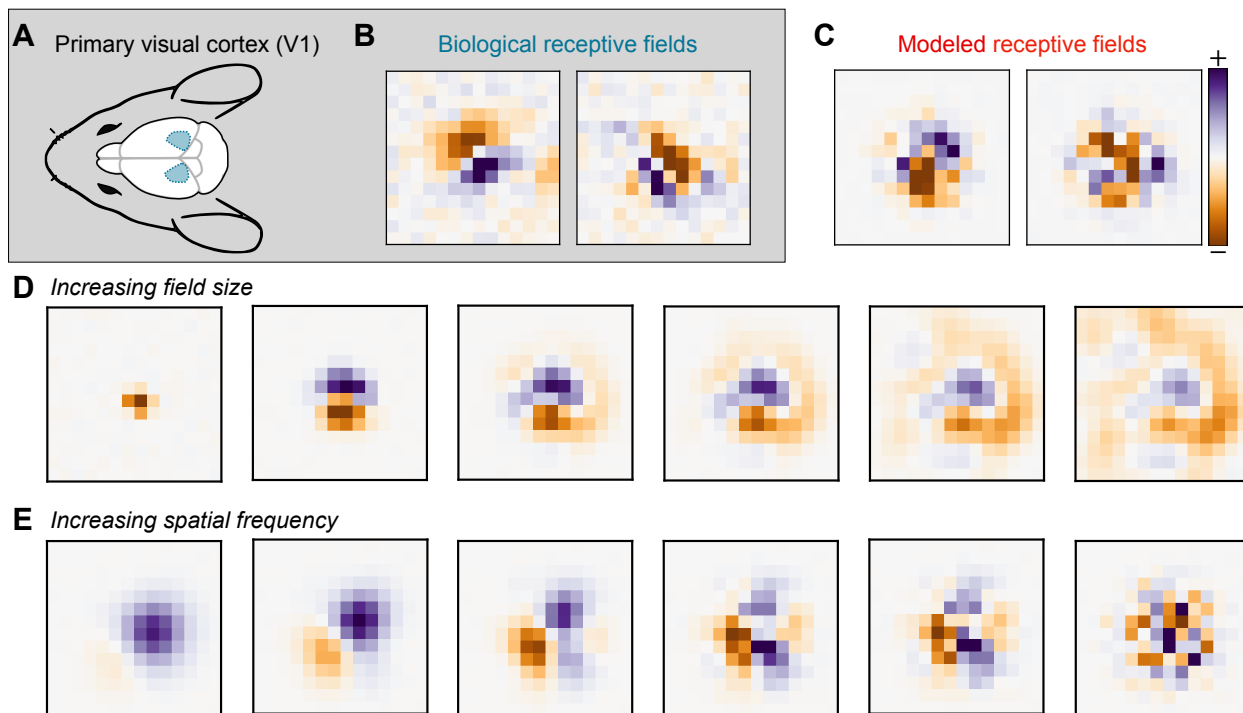 A Primary visual cortex (V1)
B Biological receptive fields
C Modeled receptive fields
+
−
D Increasing field size
E Increasing spatial frequency